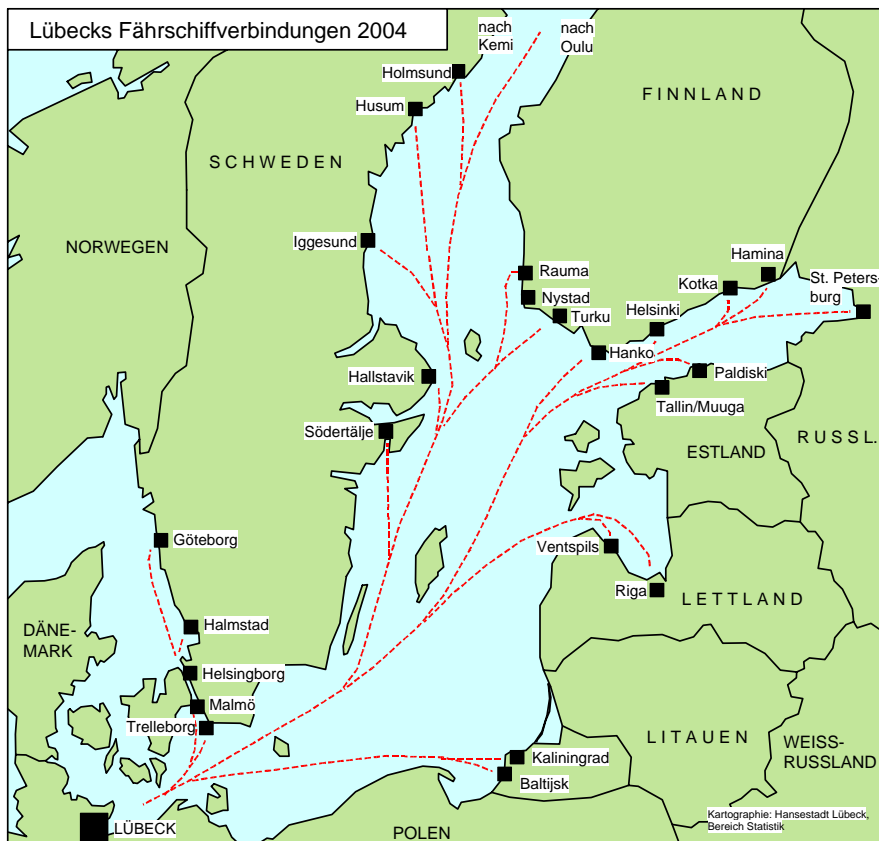 Lübecks Fährschiffverbindungen 2004
nach
Kemi
nach
Oulu
Holmsund
Husum
FINNLAND
SCHWEDEN
NORWEGEN
Iggesund
Rauma
Nystad
Turku
Hamina
Kotka
St. Peters-
burg
Helsinki
Hanko
Paldiski
Tallin/Muuga
Hallstavik
Södertälje
RUSSL.
ESTLAND
Göteborg
Ventspils
Riga
LETTLAND
DÄNE-
MARK
Halmstad
Helsingborg
Malmö
Trelleborg
LITAUEN
WEISS-
RUSSLAND
Kaliningrad
Baltijsk
LÜBECK
POLEN
Kartographie: Hansestadt Lübeck,
Bereich Statistik